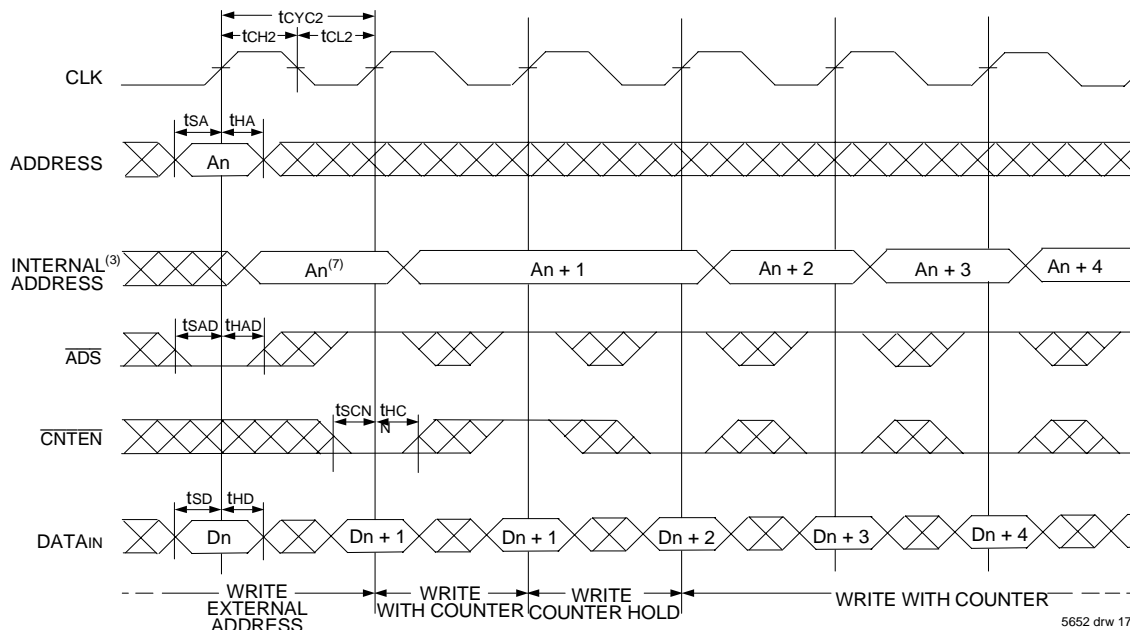 tCYC2
tCH2 tCL2
CLK
tSA tHA
ADDRESS An
INTERNAL(3) ADDRESS An(7) An + 1 An + 2 An + 3 An + 4
tSAD tHAD
ADS
tSCN tHCN
CNTEN
tSD tHD
DATAIN Dn Dn + 1 Dn + 1 Dn + 2 Dn + 3 Dn + 4
WRITE EXTERNAL ADDRESS
WRITE WITH COUNTER
WRITE COUNTER HOLD
WRITE WITH COUNTER
5652 drw 17